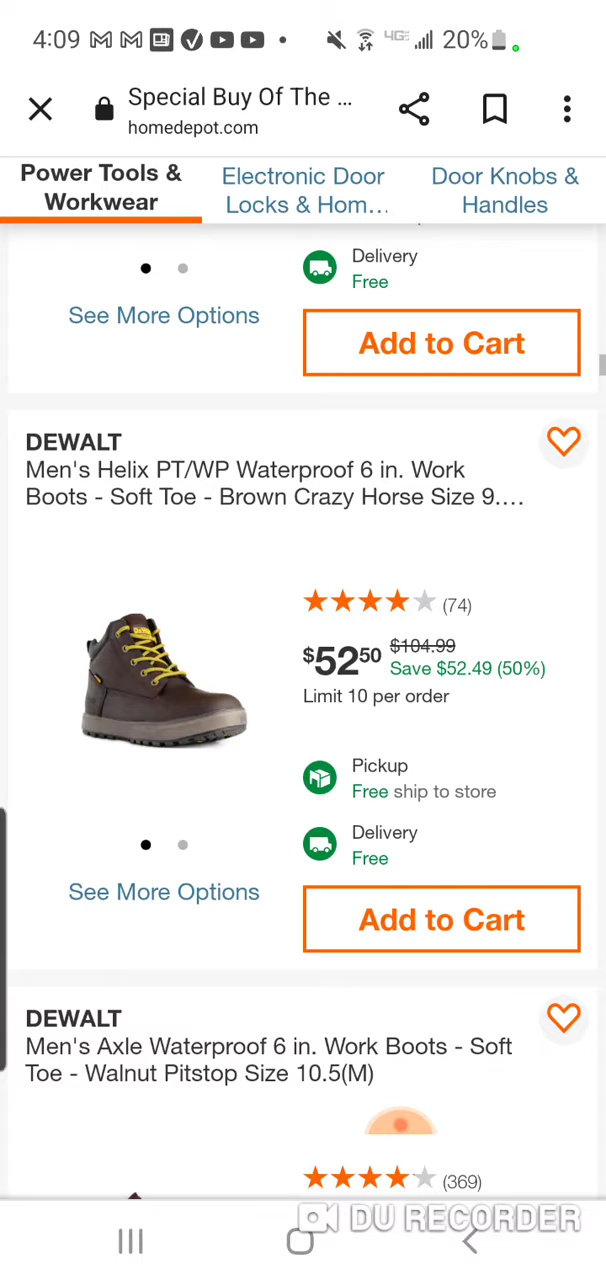 4:09 4GE 20%
Special Buy Of The ...
homedepot.com
Power Tools &
Workwear
Electronic Door
Locks & Hom...
Door Knobs &
Handles
Delivery
Free
See More Options
Add to Cart
DEWALT
Men's Helix PT/WP Waterproof 6 in. Work
Boots - Soft Toe - Brown Crazy Horse Size 9....
(74)
$5250 $104.99
Save $52.49 (50%)
Limit 10 per order
Pickup
Free ship to store
Delivery
Free
See More Options
Add to Cart
DEWALT
Men's Axle Waterproof 6 in. Work Boots - Soft
Toe - Walnut Pitstop Size 10.5(M)
(369)
DU RECORDER